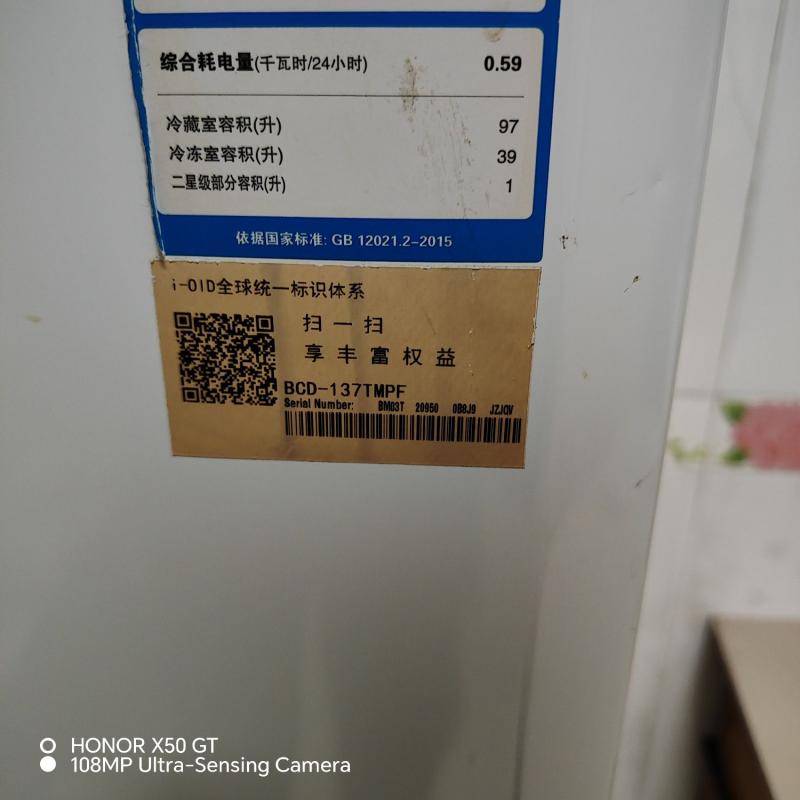 综合耗电量(千瓦时/24小时) 0.59
冷藏室容积(升) 97
冷冻室容积(升) 39
二星级部分容积(升) 1
依据国家标准: GB 12021.2-2015
i-OID全球统一标识体系
扫一扫
享丰富权益
BCD-137TMPF
Serial Number: BM03T 20950 0B8J9 JZJQV
HONOR X50 GT
108MP Ultra-Sensing Camera